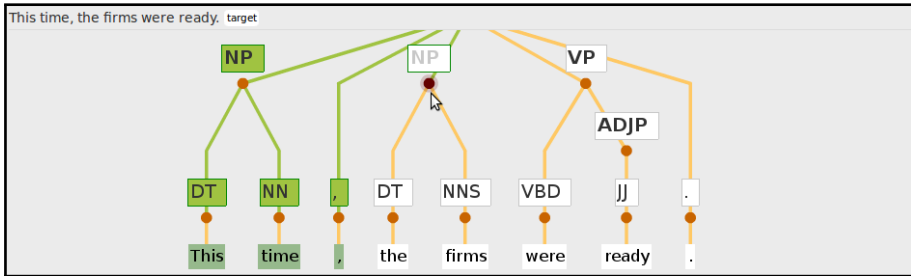 This time, the firms were ready. target
NP NP VP
ADJP
DT NN , DT NNS VBD JJ .
This time , the firms were ready .